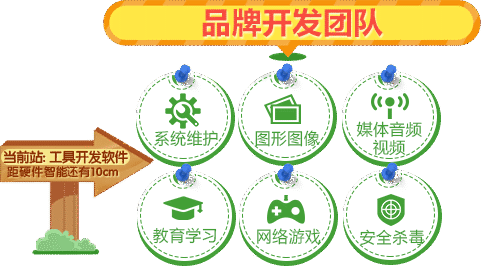 品牌开发团队
系统维护
图形图像
媒体音频
视频
当前站: 工具开发软件
距硬件智能还有10cm
教育学习
网络游戏
安全杀毒